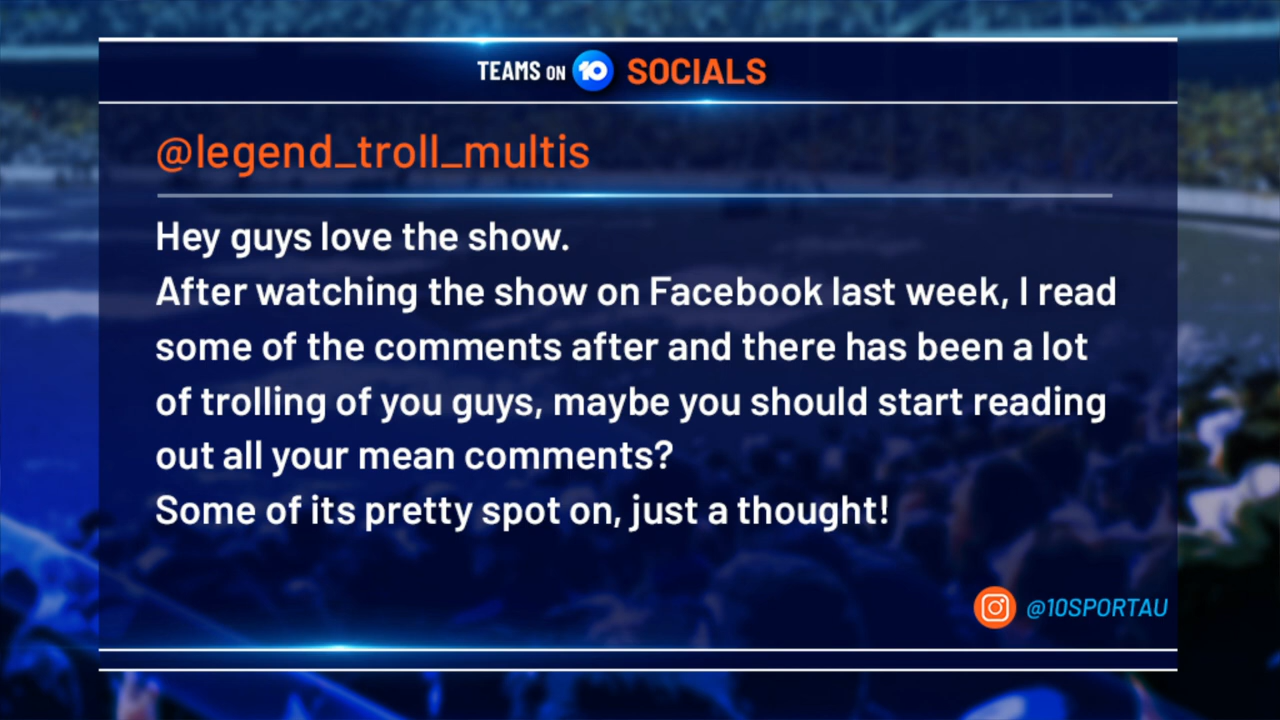 TEAMS ON 10 SOCIALS
@legend_troll_multis
Hey guys love the show.
After watching the show on Facebook last week, I read
some of the comments after and there has been a lot
of trolling of you guys, maybe you should start reading
out all your mean comments?
Some of its pretty spot on, just a thought!
@10SPORTAU